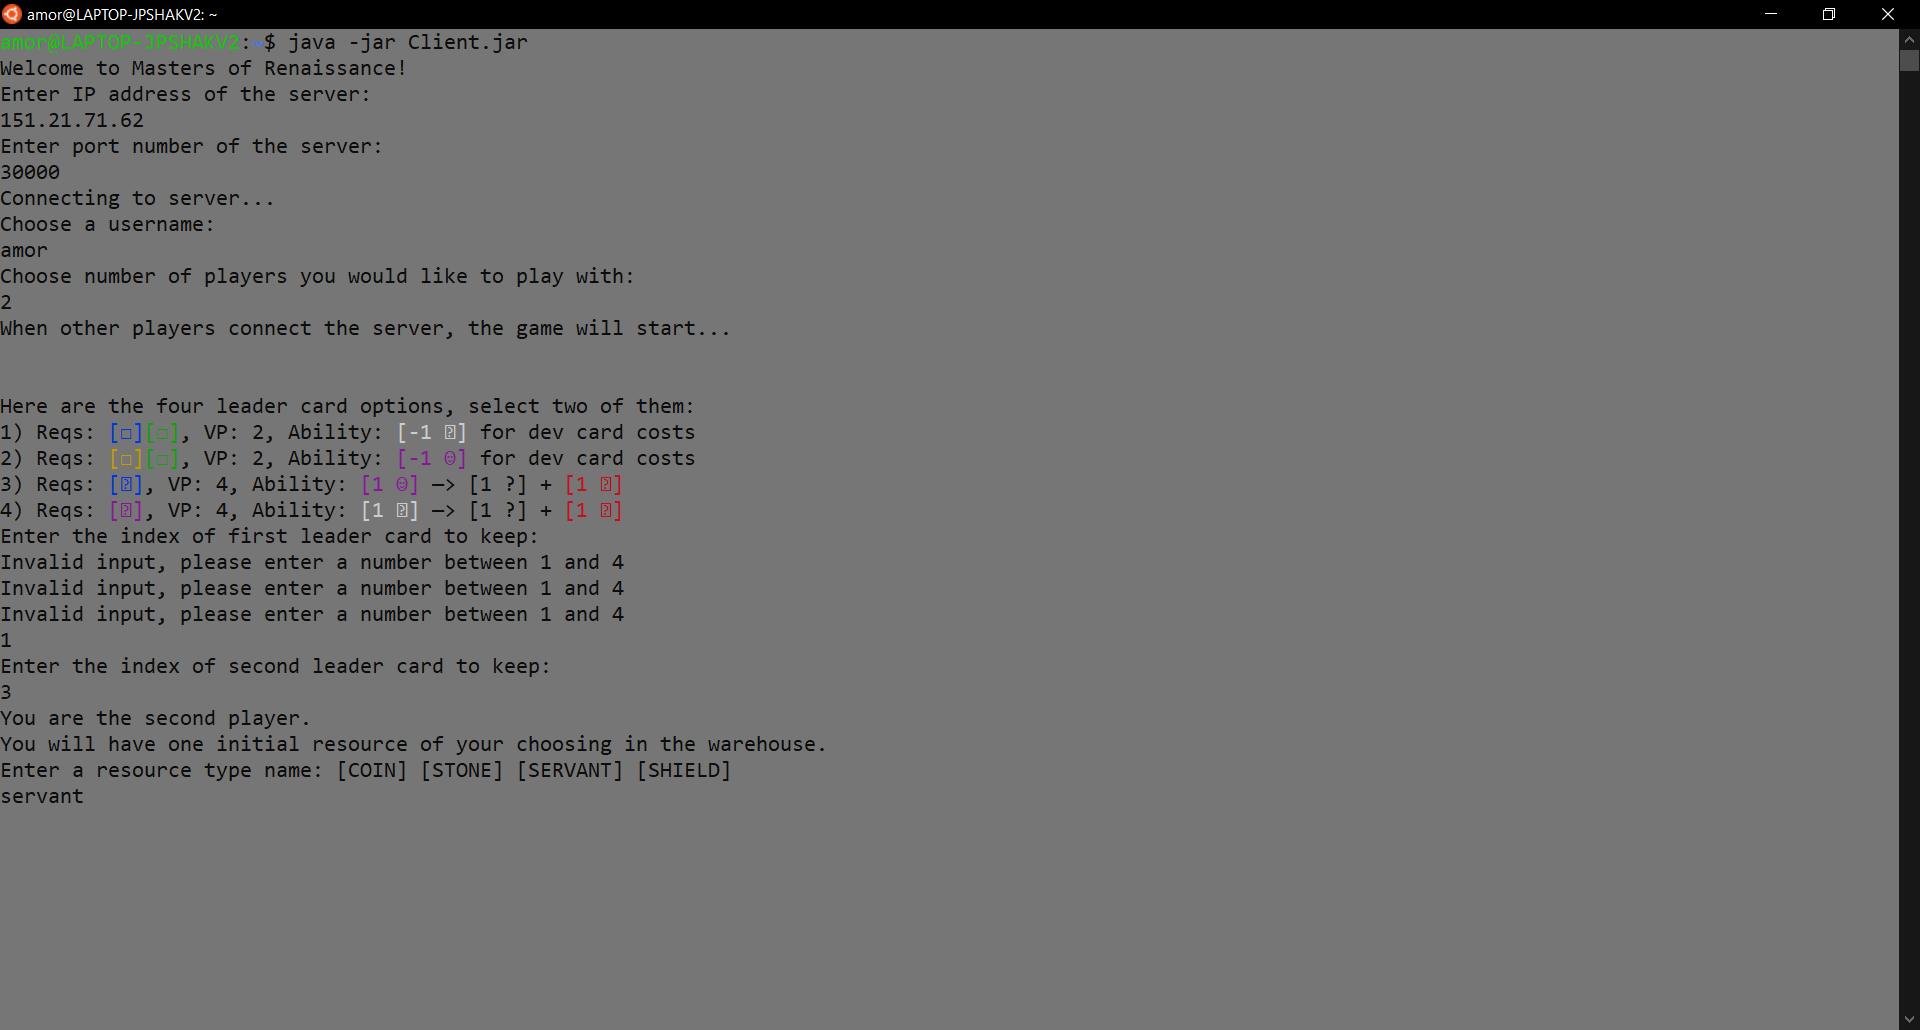 amor@LAPTOP-JPSHAKV2: ~
amor@LAPTOP-JPSHAKV2:~$ java -jar Client.jar
Welcome to Masters of Renaissance!
Enter IP address of the server:
151.21.71.62
Enter port number of the server:
30000
Connecting to server...
Choose a username:
amor
Choose number of players you would like to play with:
2
When other players connect the server, the game will start...
Here are the four leader card options, select two of them:
1) Reqs: [□][□], VP: 2, Ability: [-1 ⍰] for dev card costs
2) Reqs: [□][□], VP: 2, Ability: [-1 ☺] for dev card costs
3) Reqs: [⍰], VP: 4, Ability: [1 ☺] —> [1 ?] + [1 ⍰]
4) Reqs: [⍰], VP: 4, Ability: [1 ⍰] —> [1 ?] + [1 ⍰]
Enter the index of first leader card to keep:
Invalid input, please enter a number between 1 and 4
Invalid input, please enter a number between 1 and 4
Invalid input, please enter a number between 1 and 4
1
Enter the index of second leader card to keep:
3
You are the second player.
You will have one initial resource of your choosing in the warehouse.
Enter a resource type name: [COIN] [STONE] [SERVANT] [SHIELD]
servant